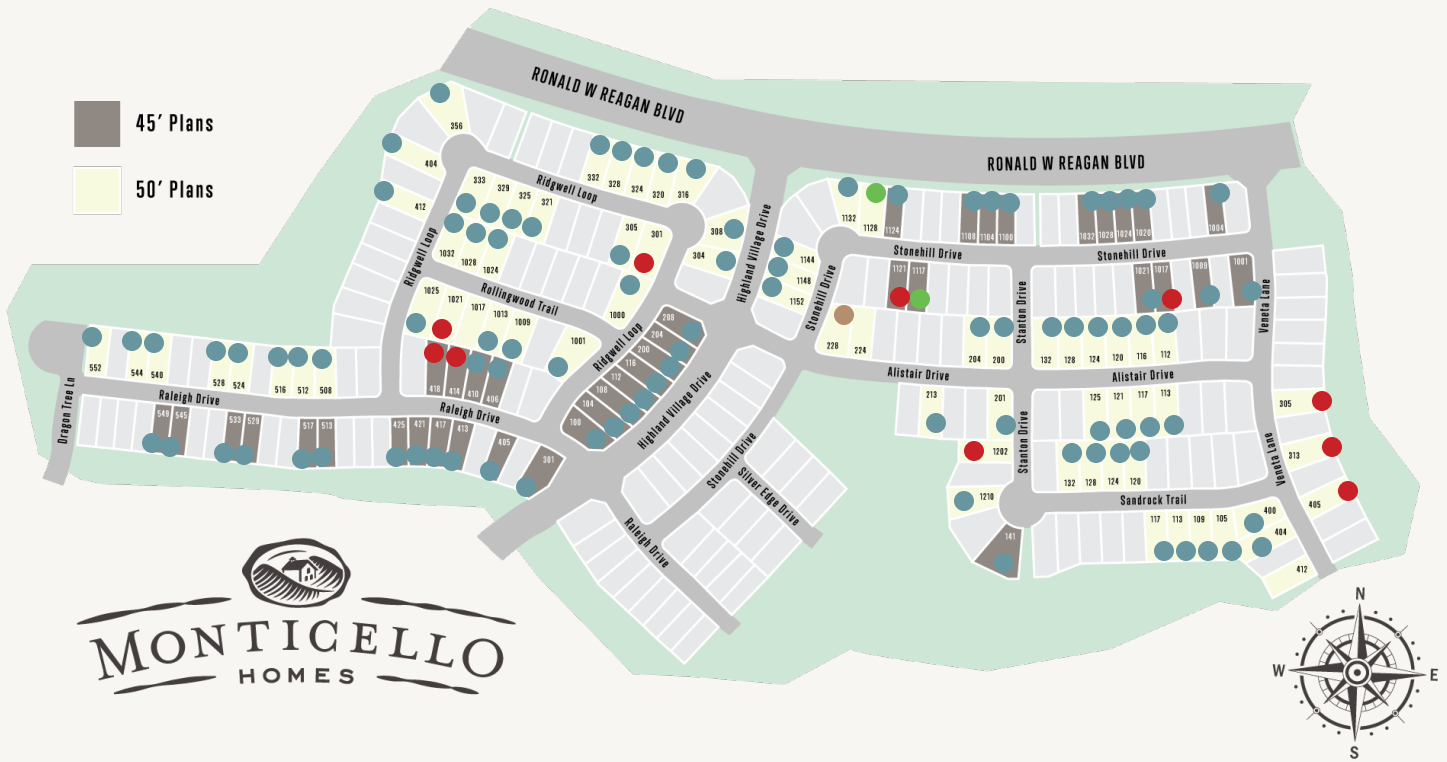 RONALD W REAGAN BLVD
RONALD W REAGAN BLVD
45' Plans
50' Plans
356
404
412
332 328 324 320 316
Ridgwell Loop
333 329 325 321
305 301
308
304
1032 1028 1024
Ridgwell Loop
Rollingwood Trail
1025 1021 1017 1013 1009
1001
1000
Ridgwell Loop
418 414 410 406
208
204
200
116
112
108
104
100
Highland Village Drive
Highland Village Drive
552 544 540 528 524 516 512 508
Raleigh Drive
Raleigh Drive
Dragon Tree Ln
549 545 533 529 517 513 425 421 417 413 405 301
Stonehill Drive
Silver Edge Drive
Raleigh Drive
1132 1128 1124 1108 1104 1100
1032 1028 1024 1020 1004
Stonehill Drive
Stonehill Drive
1144
1148
1152
Stonehill Drive
1121 1117
1021 1017 1009 1001
228 224 204 200
Stanton Drive
132 128 124 120 116 112
Veneta Lane
Alistair Drive
Alistair Drive
213 201
1202
1210
141
Stanton Drive
125 121 117 113
132 128 124 120
Sandrock Trail
117 113 109 105
400
404
412
Veneta Lane
305
313
405
MONTICELLO
HOMES
N
W
E
S